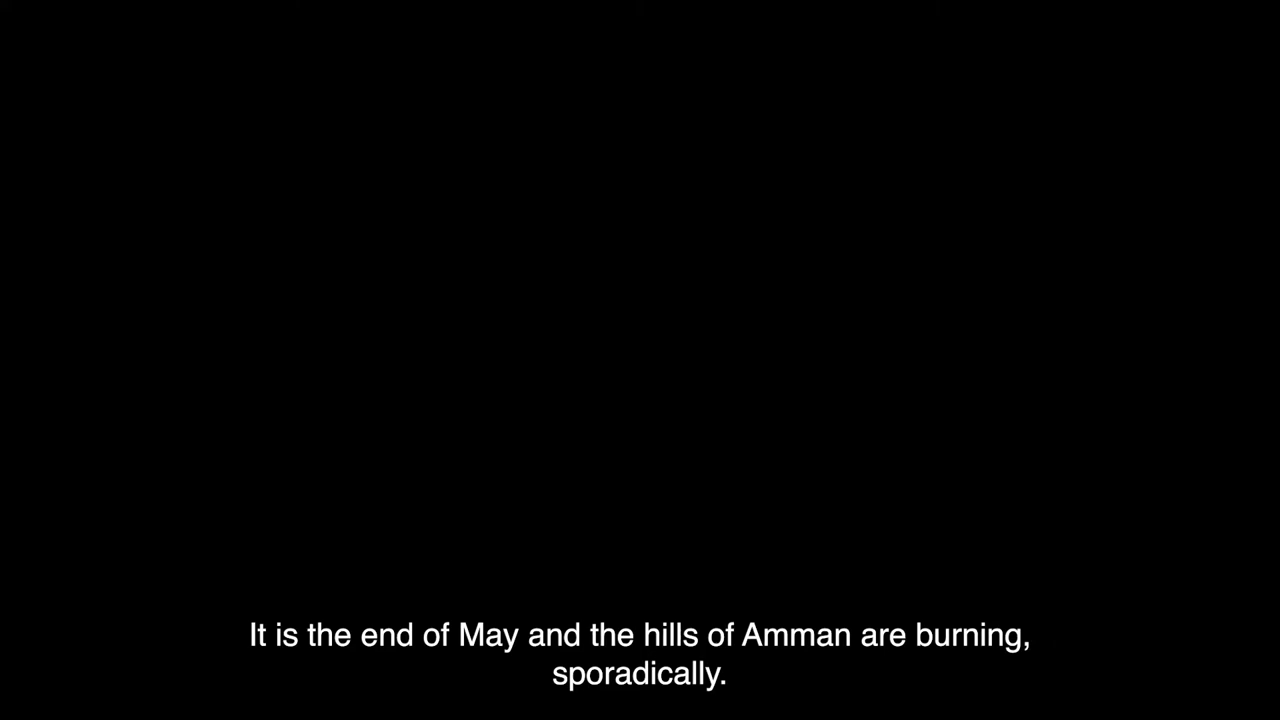 It is the end of May and the hills of Amman are burning,
sporadically.